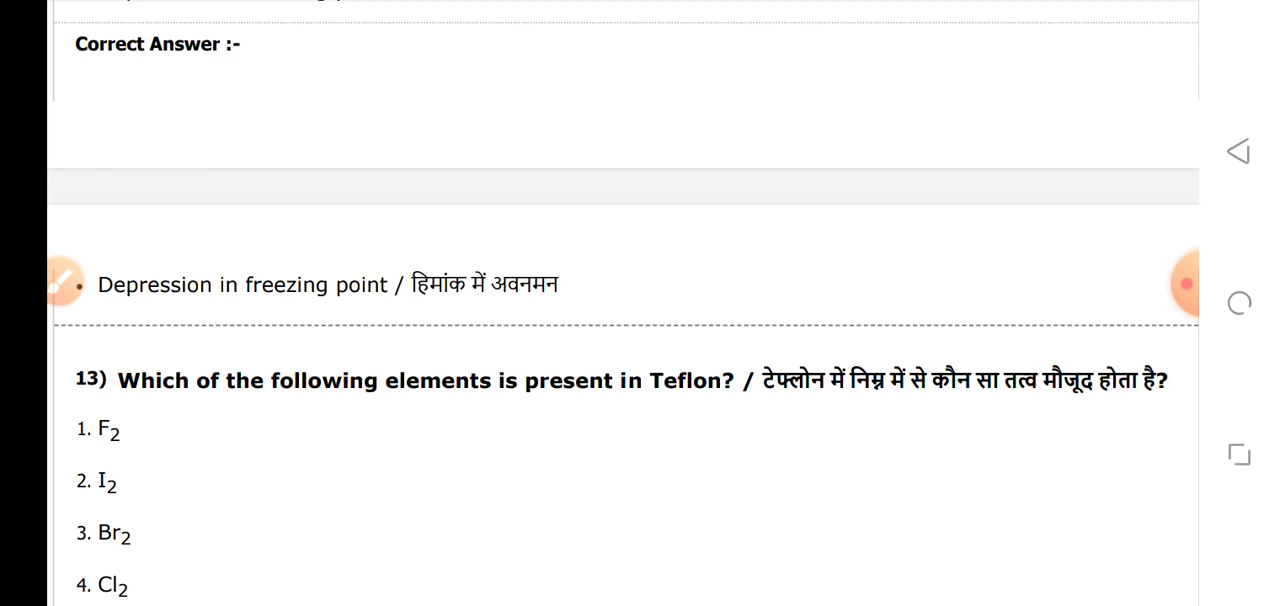 Correct Answer :-
• Depression in freezing point / हिमांक में अवनमन
13) Which of the following elements is present in Teflon? / टेफ्लोन में निम्न में से कौन सा तत्व मौजूद होता है?
1. F2
2. I2
3. Br2
4. Cl2